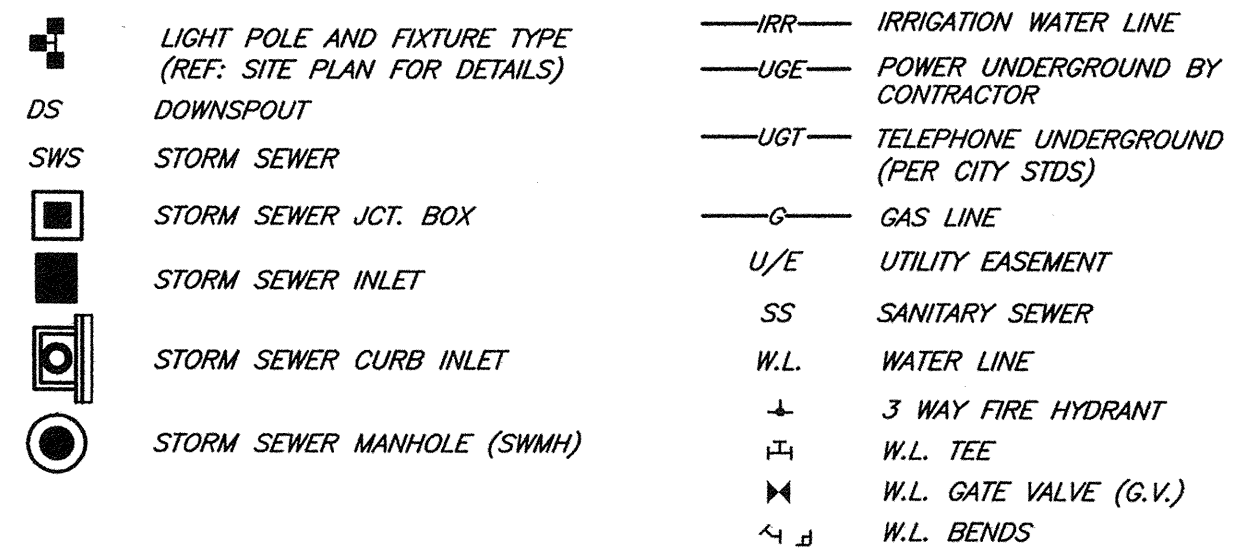 LIGHT POLE AND FIXTURE TYPE
(REF: SITE PLAN FOR DETAILS)
DS DOWNSPOUT
SWS STORM SEWER
STORM SEWER JCT. BOX
STORM SEWER INLET
STORM SEWER CURB INLET
STORM SEWER MANHOLE (SWMH)
IRR IRRIGATION WATER LINE
UGE POWER UNDERGROUND BY
CONTRACTOR
UGT TELEPHONE UNDERGROUND
(PER CITY STDS)
G GAS LINE
U/E UTILITY EASEMENT
SS SANITARY SEWER
W.L. WATER LINE
3 WAY FIRE HYDRANT
W.L. TEE
W.L. GATE VALVE (G.V.)
W.L. BENDS